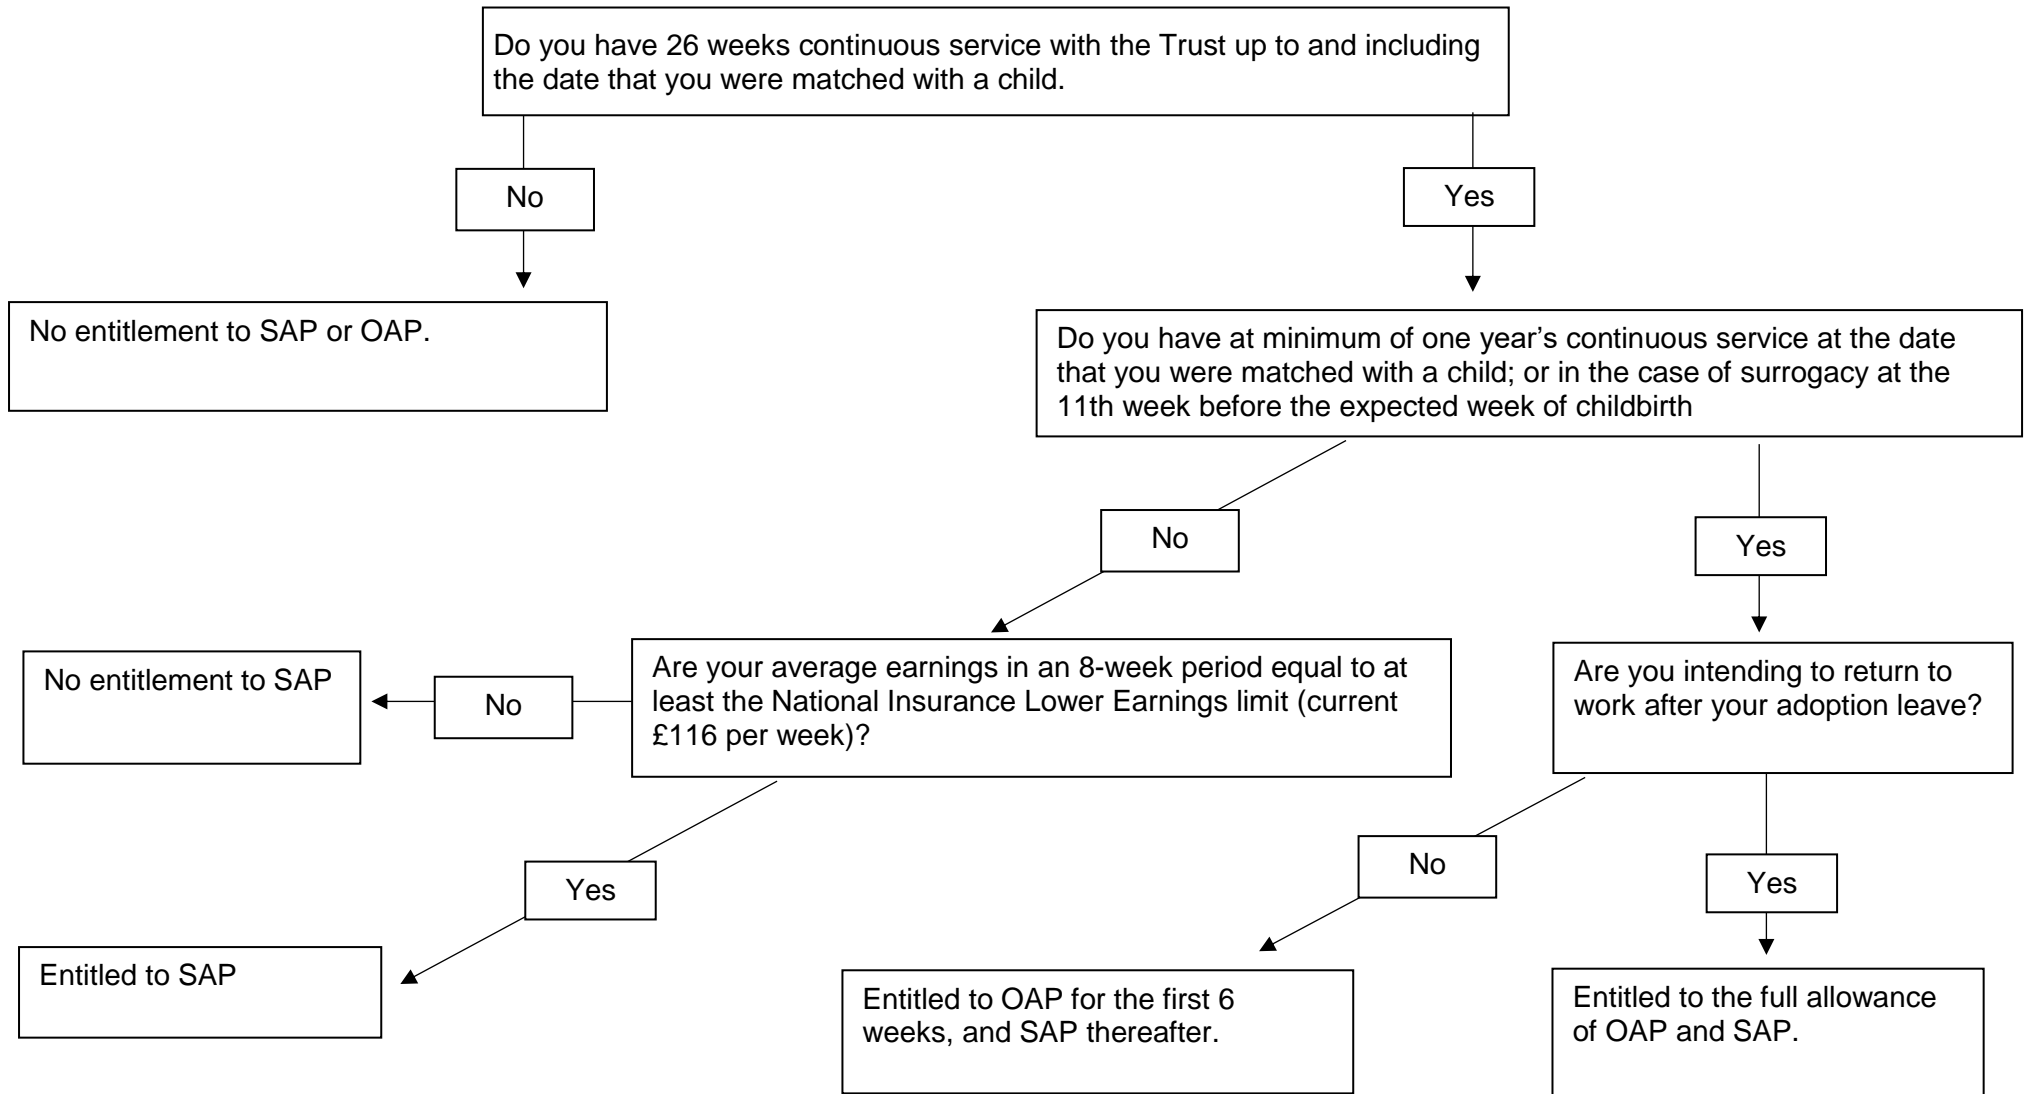 Do you have 26 weeks continuous service with the Trust up to and including
the date that you were matched with a child.
No
Yes
No entitlement to SAP or OAP.
Do you have at minimum of one year’s continuous service at the date
that you were matched with a child; or in the case of surrogacy at the
11th week before the expected week of childbirth
No
Yes
No entitlement to SAP
No
Are your average earnings in an 8-week period equal to at
least the National Insurance Lower Earnings limit (current
£116 per week)?
Are you intending to return to
work after your adoption leave?
Yes
No
Yes
Entitled to SAP
Entitled to OAP for the first 6
weeks, and SAP thereafter.
Entitled to the full allowance
of OAP and SAP.